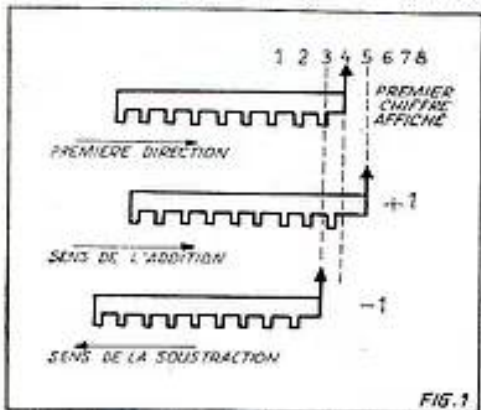 1 2 3 4 5 6 7 8
PREMIER
CHIFFRE
AFFICHÉ
PREMIERE DIRECTION
+1
SENS DE L'ADDITION
-1
SENS DE LA SOUSTRACTION
FIG.1